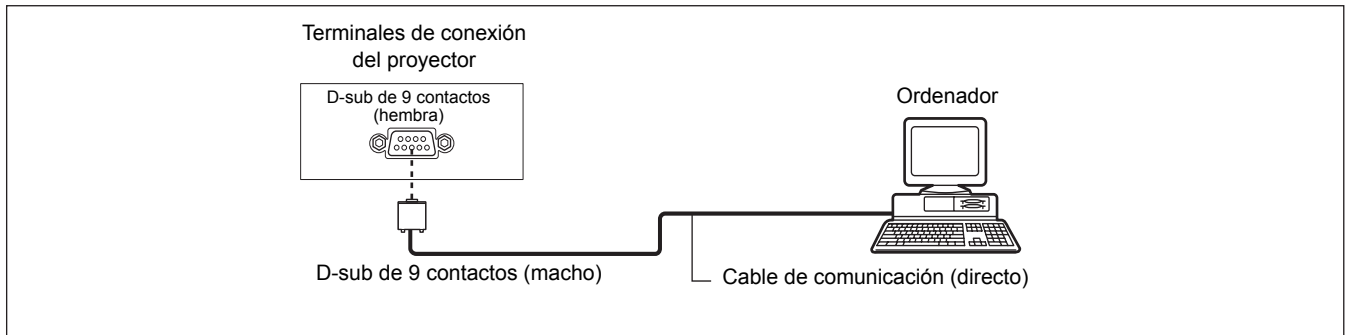 Terminales de conexión
del proyector
D-sub de 9 contactos
(hembra)
Ordenador
D-sub de 9 contactos (macho)
Cable de comunicación (directo)